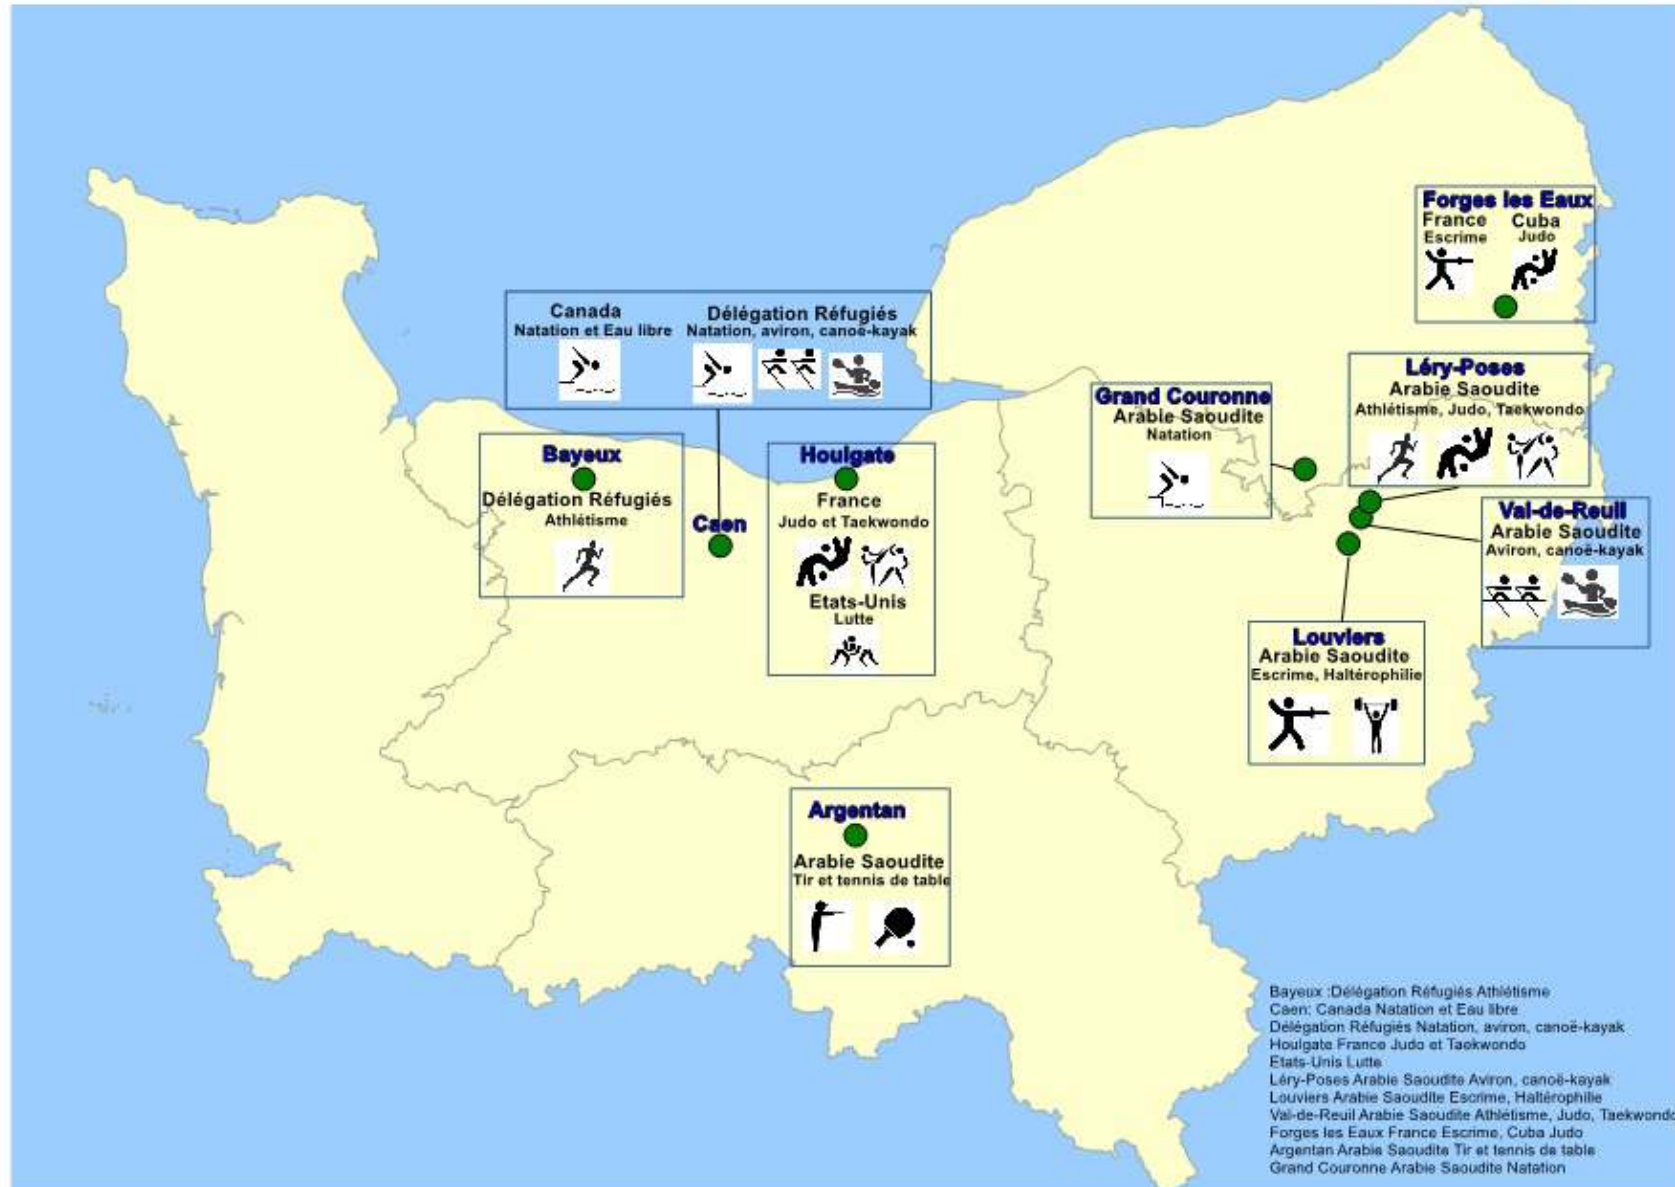 Forges les Eaux
France
Escrime
Cuba
Judo
Canada
Natation et Eau libre
Délégation Réfugiés
Natation, aviron, canoë-kayak
Léry-Poses
Arabie Saoudite
Athlétisme, Judo, Taekwondo
Grand Couronne
Arabie Saoudite
Natation
Bayeux
Délégation Réfugiés
Athlétisme
Caen
Houlgate
France
Judo et Taekwondo
Etats-Unis
Lutte
Val-de-Reuil
Arabie Saoudite
Aviron, canoë-kayak
Louviers
Arabie Saoudite
Escrime, Haltérophilie
Argentan
Arabie Saoudite
Tir et tennis de table
Bayeux :Délégation Réfugiés Athlétisme
Caen: Canada Natation et Eau libre
Délégation Réfugiés Natation, aviron, canoë-kayak
Houlgate France Judo et Taekwondo
Etats-Unis Lutte
Léry-Poses Arabie Saoudite Aviron, canoë-kayak
Louviers Arabie Saoudite Escrime, Haltérophilie
Val-de-Reuil Arabie Saoudite Athlétisme, Judo, Taekwondo
Forges les Eaux France Escrime, Cuba Judo
Argentan Arabie Saoudite Tir et tennis de table
Grand Couronne Arabie Saoudite Natation